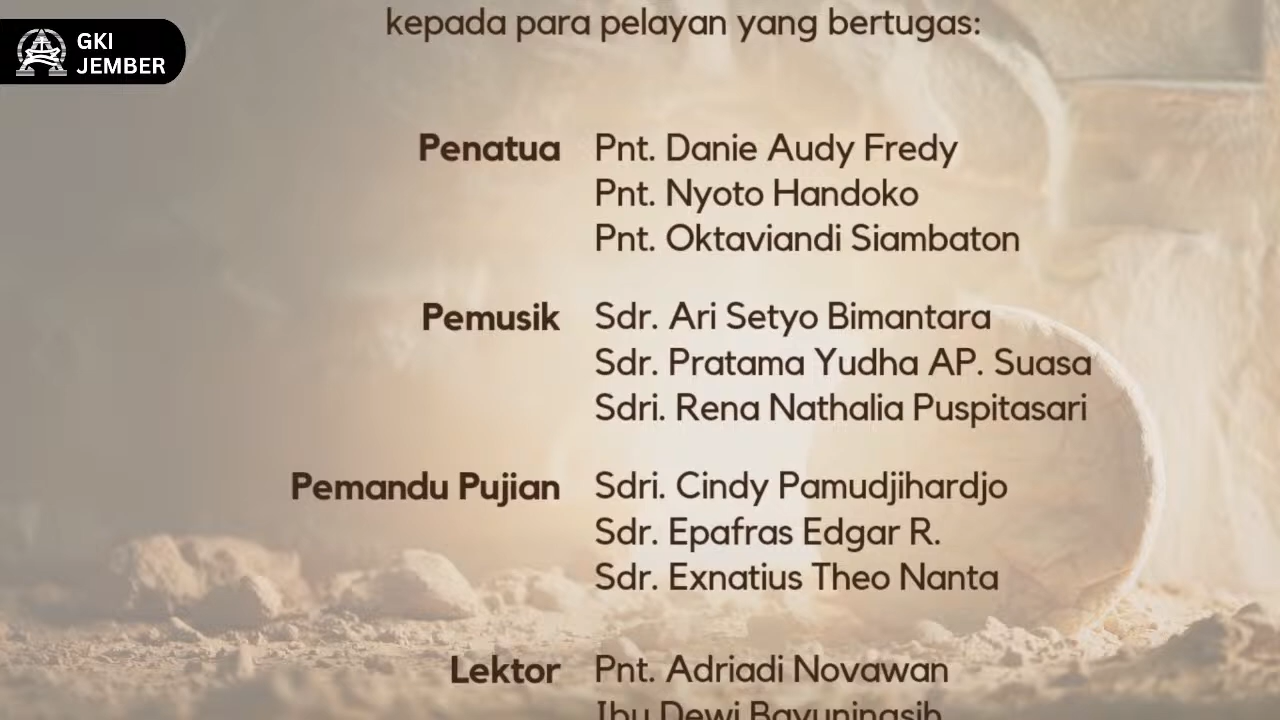 GKI
JEMBER
kepada para pelayan yang bertugas:
Penatua Pnt. Danie Audy Fredy
Pnt. Nyoto Handoko
Pnt. Oktaviandi Siambaton
Pemusik Sdr. Ari Setyo Bimantara
Sdr. Pratama Yudha AP. Suasa
Sdri. Rena Nathalia Puspitasari
Pemandu Pujian Sdri. Cindy Pamudjihardjo
Sdr. Epafras Edgar R.
Sdr. Exnatius Theo Nanta
Lektor Pnt. Adriadi Novawan
Ibu Dewi